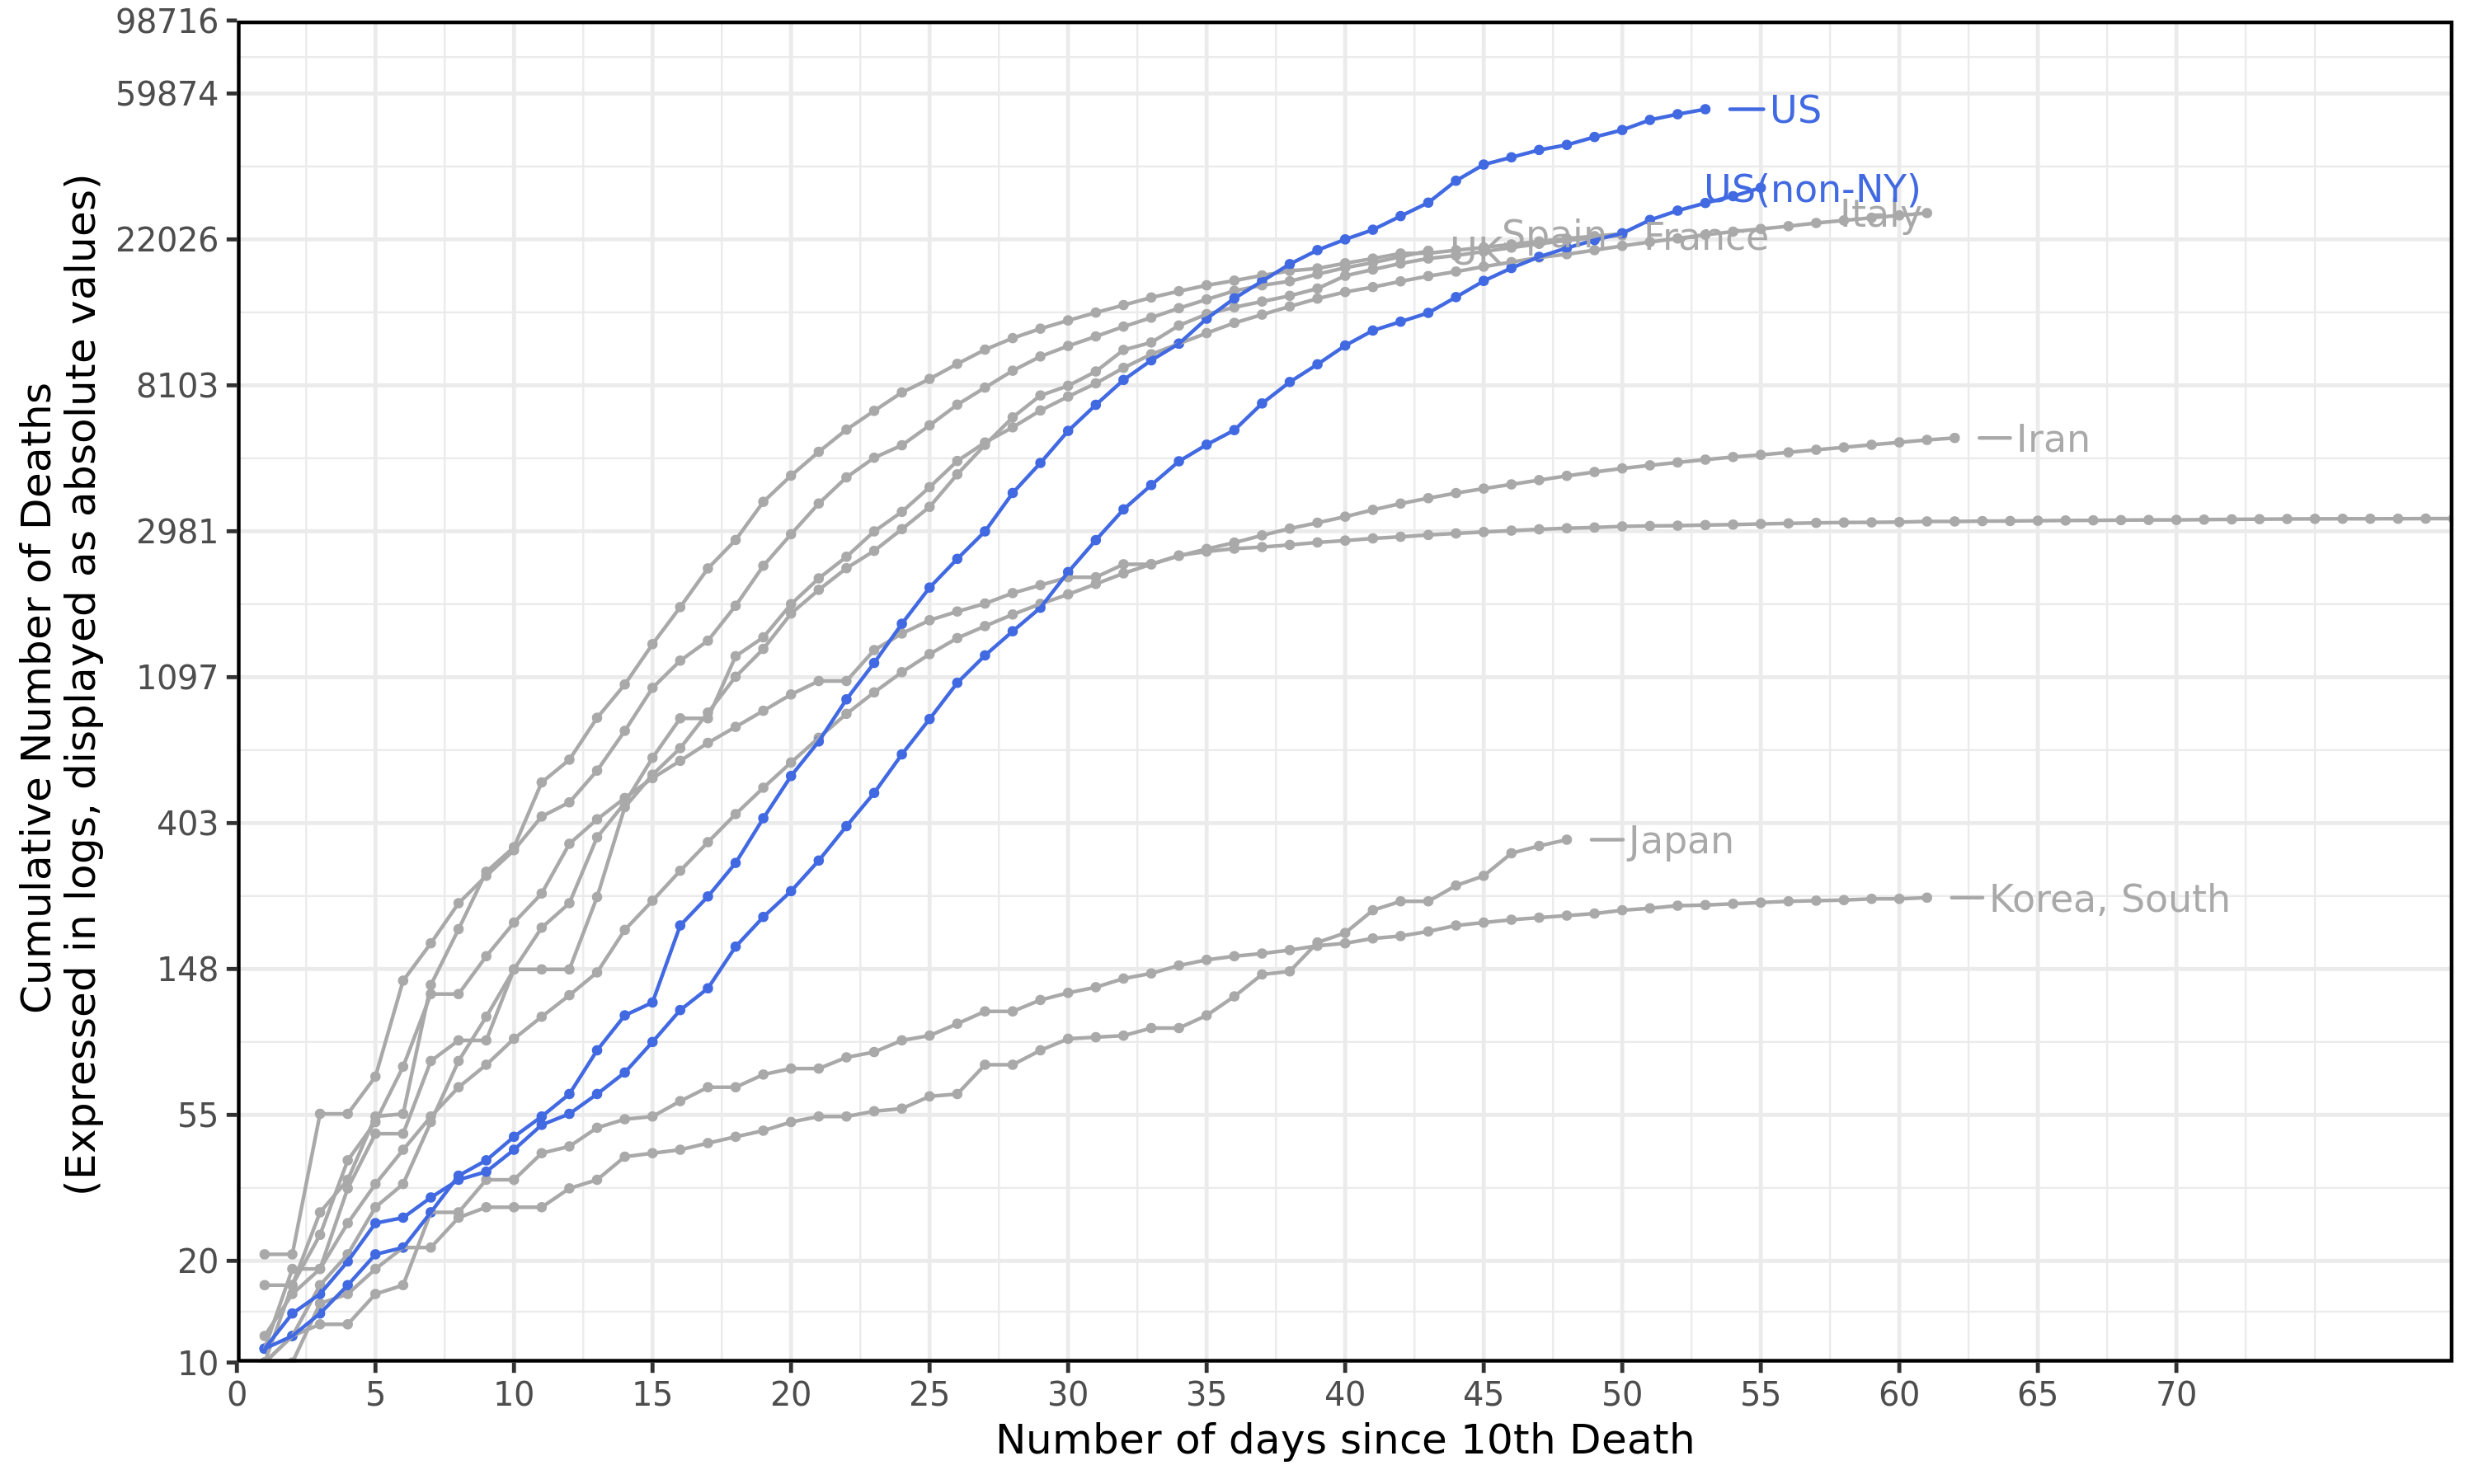 Cumulative Number of Deaths
(Expressed in logs, displayed as absolute values)
98716
59874
22026
8103
2981
1097
403
148
55
20
10
US
US(non-NY)
Italy
Spain
France
UK
Iran
Japan
Korea, South
0 5 10 15 20 25 30 35 40 45 50 55 60 65 70
Number of days since 10th Death